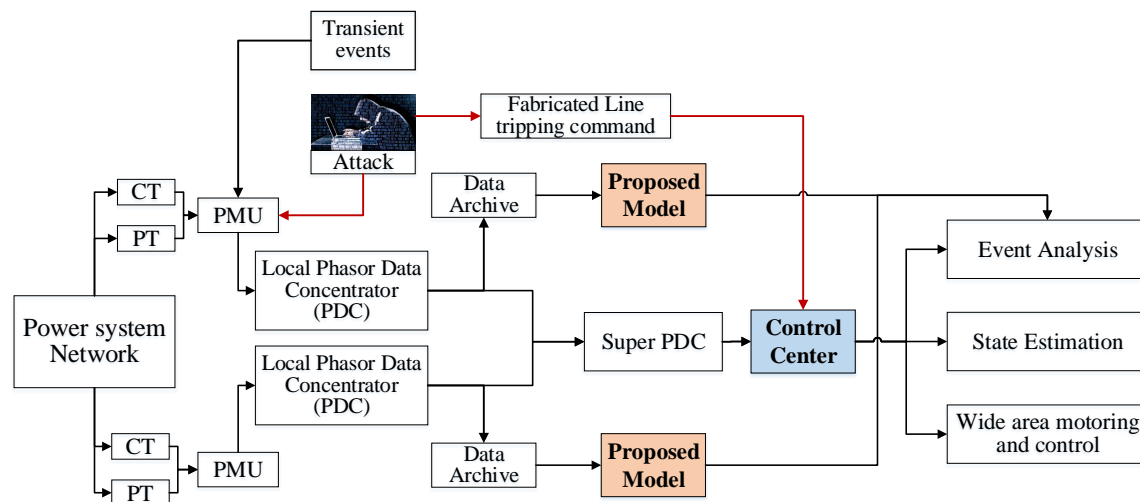 Transient
events
Fabricated Line
tripping command
Attack
CT
PT
PMU
Data
Archive
Proposed
Model
Local Phasor Data
Concentrator
(PDC)
Event Analysis
Power system
Network
Super PDC
Control
Center
State Estimation
Local Phasor Data
Concentrator
(PDC)
Wide area motoring
and control
CT
PT
PMU
Data
Archive
Proposed
Model